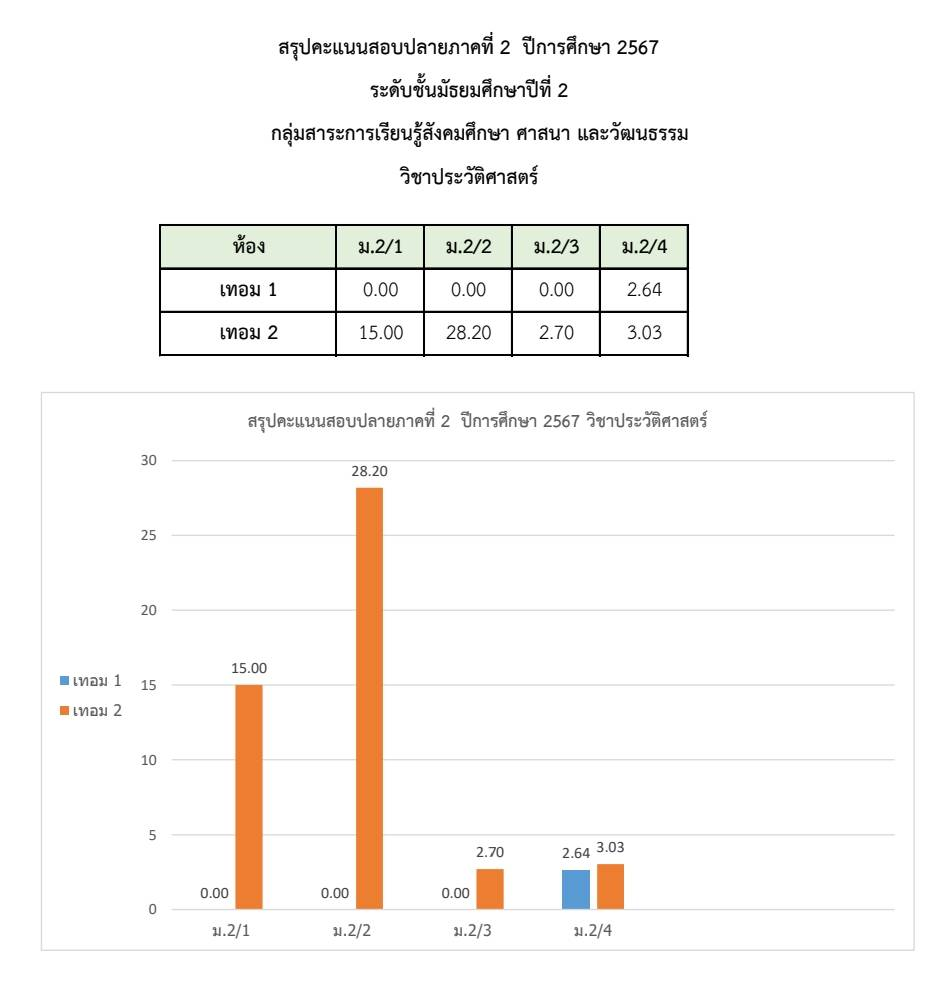 สรุปคะแนนสอบปลายภาคที่ 2 ปีการศึกษา 2567
ระดับชั้นมัธยมศึกษาปีที่ 2
กลุ่มสาระการเรียนรู้สังคมศึกษา ศาสนา และวัฒนธรรม
วิชาประวัติศาสตร์
ห้อง ม.2/1 ม.2/2 ม.2/3 ม.2/4
เทอม 1 0.00 0.00 0.00 2.64
เทอม 2 15.00 28.20 2.70 3.03
สรุปคะแนนสอบปลายภาคที่ 2 ปีการศึกษา 2567 วิชาประวัติศาสตร์
30
28.20
25
20
15.00
เทอม 1
15
เทอม 2
10
5
2.70 2.64 3.03
0.00 0.00 0.00
0
ม.2/1 ม.2/2 ม.2/3 ม.2/4